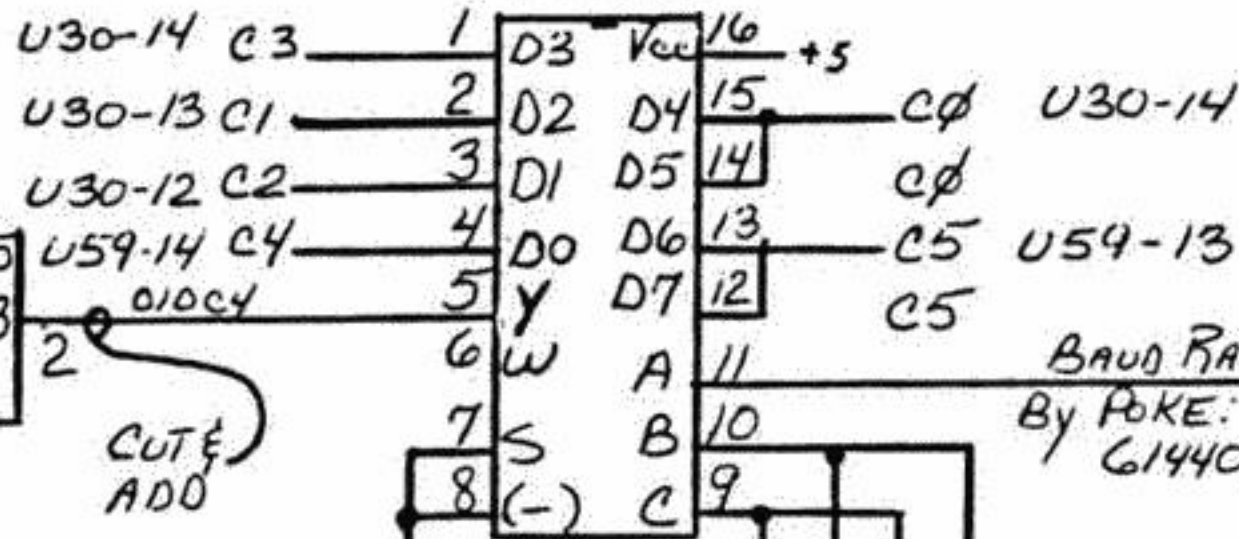 U30-14 C3 1 D3 Vcc 16 +5
U30-13 C1 2 D2 D4 15 CØ U30-14
U30-12 C2 3 D1 D5 14 CØ
U59-14 C4 4 D0 D6 13 C5 U59-13
010C4 5 Y D7 12 C5
2 6 W A 11 BAUD RA
CUT & ADD 7 S B 10 By POKE:
61440
8 (-) C 9